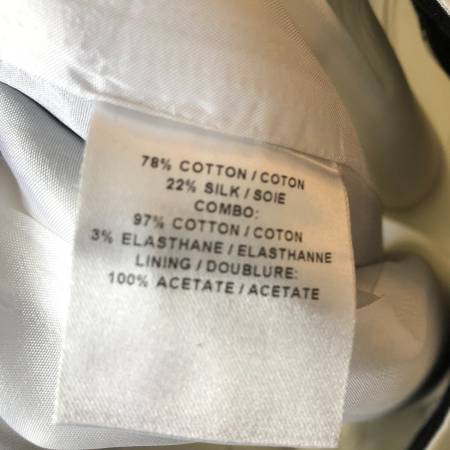 78% COTTON / COTON
22% SILK / SOIE
COMBO:
97% COTTON / COTON
3% ELASTHANE / ELASTHANNE
LINING / DOUBLURE:
100% ACETATE / ACETATE